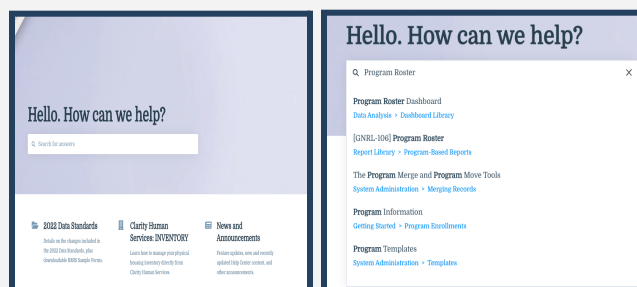 Hello. How can we help?
Search for answers
2022 Data Standards
Details on the changes included in
the 2022 Data Standards, plus
downloadable HMIS Sample Forms.
Clarity Human
Services: INVENTORY
Learn how to manage your physical
housing inventory directly from
Clarity Human Services.
News and
Announcements
Feature updates, new and recently
updated Help Center content, and
other announcements.
Hello. How can we help?
Program Roster
Program Roster Dashboard
Data Analysis > Dashboard Library
[GNRL-106] Program Roster
Report Library > Program-Based Reports
The Program Merge and Program Move Tools
System Administration > Merging Records
Program Information
Getting Started > Program Enrollments
Program Templates
System Administration > Templates